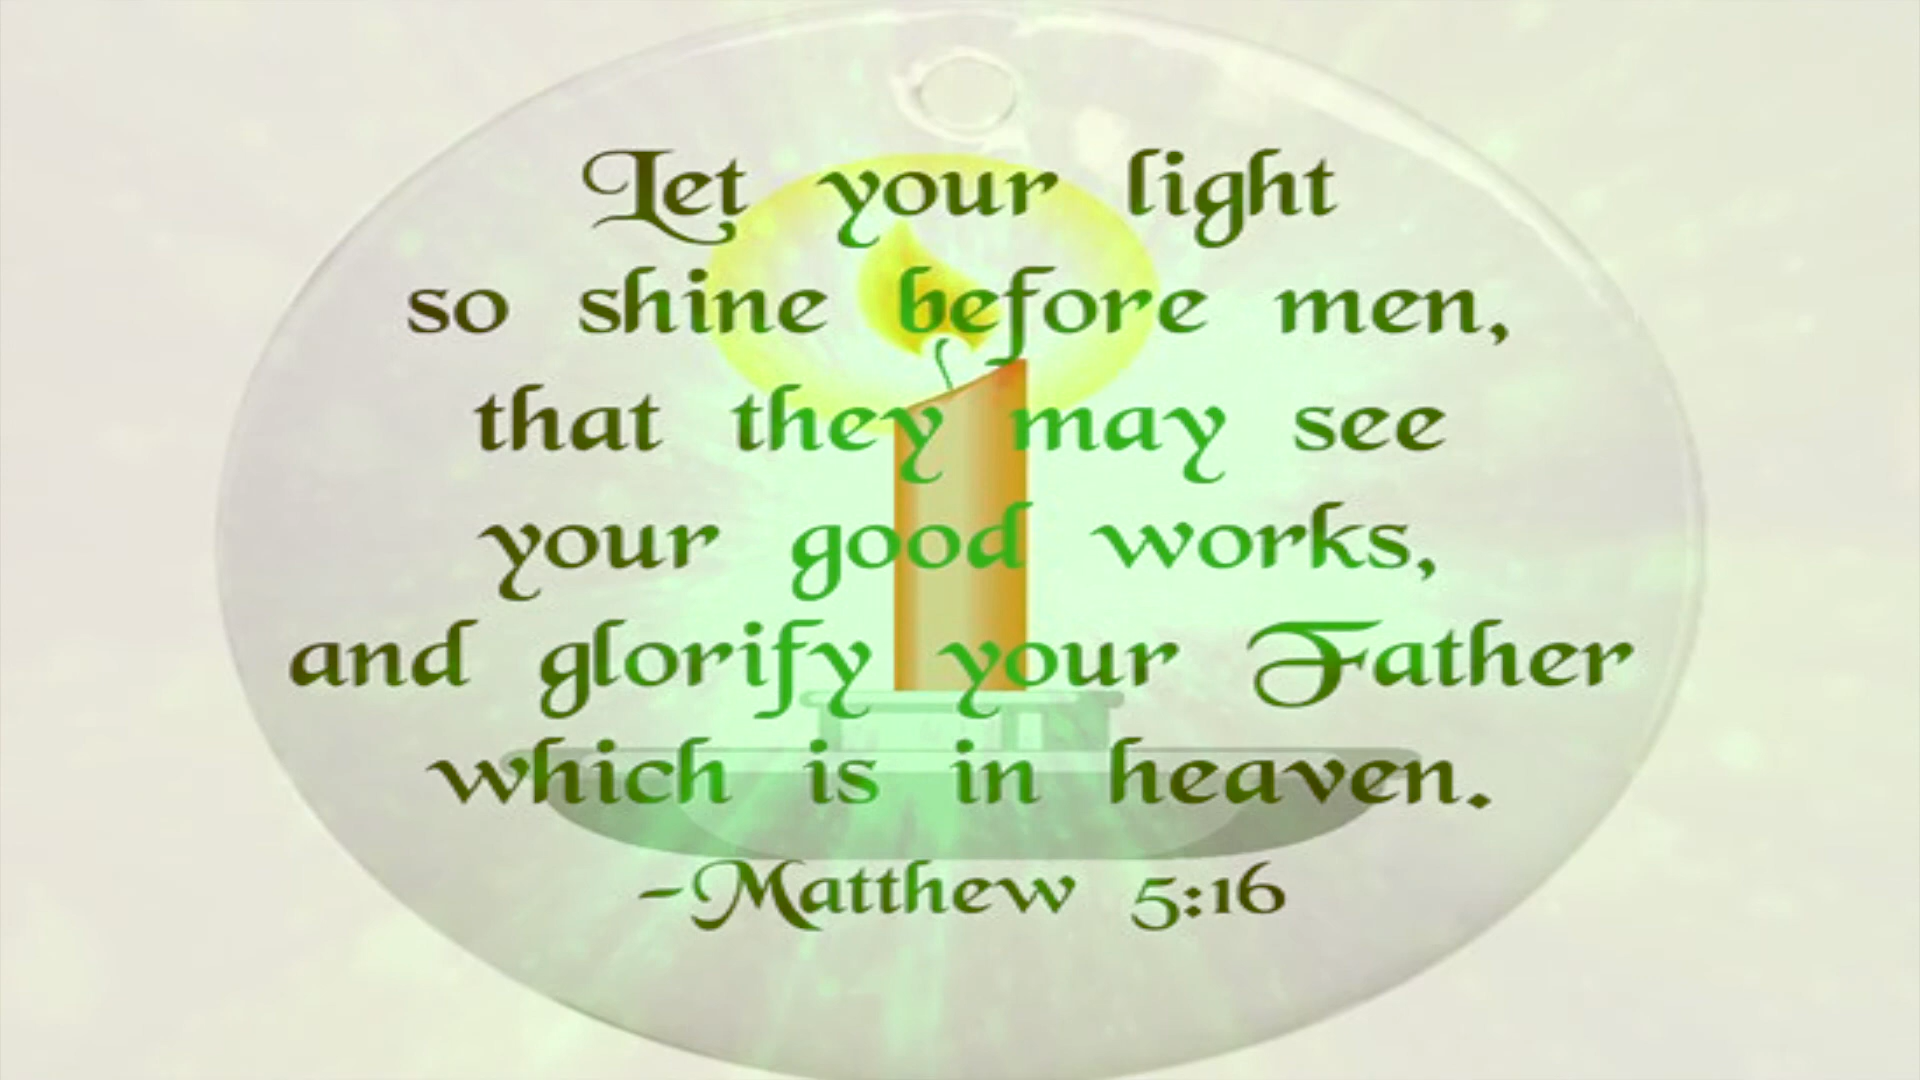 Let your light
so shine before men,
that they may see
your good works,
and glorify your Father
which is in heaven.
-Matthew 5:16